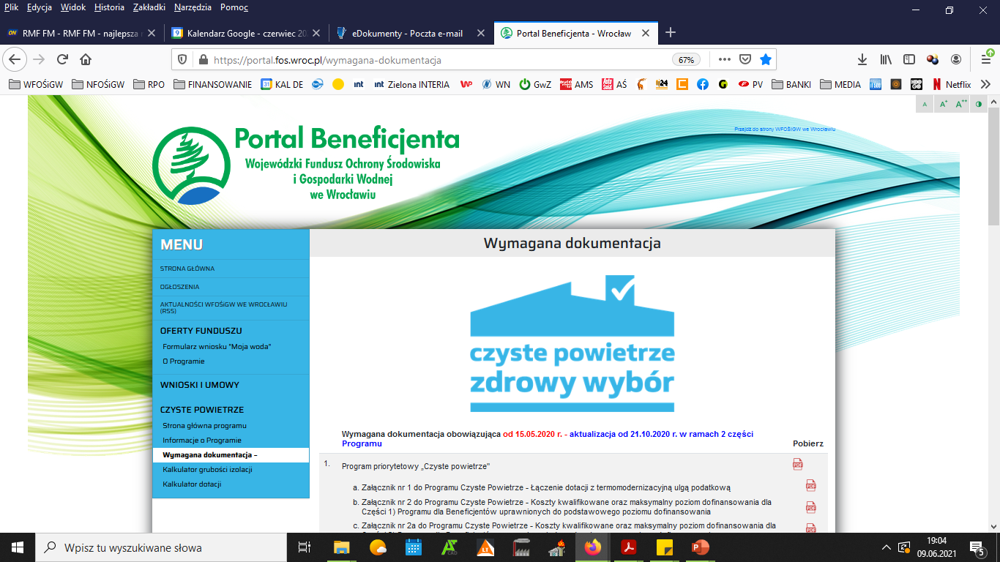 Plik Edycja Widok Historia Zakładki Narzędzia Pomoc
RMF FM - RMF FM - najlepsza
Kalendarz Google - czerwiec 20
eDokumenty - Poczta e-mail
Portal Beneficjenta - Wrocław
https://portal.fos.wroc.pl/wymagana-dokumentacja
67%
WFOŚiGW NFOŚiGW RPO FINANSOWANIE KAL DE int int Zielona INTERIA WP WN GwZ AMS AŚ 24 PV BANKI MEDIA Netflix
A A+ A++
Przejdź do strony WFOŚIGW we Wrocławiu
Portal Beneficjenta
Wojewódzki Fundusz Ochrony Środowiska
i Gospodarki Wodnej
we Wrocławiu
MENU
STRONA GŁÓWNA
OGŁOSZENIA
AKTUALNOŚCI WFOŚiGW WE WROCŁAWIU
(RSS)
OFERTY FUNDUSZU
Formularz wniosku "Moja woda"
O Programie
WNIOSKI I UMOWY
CZYSTE POWIETRZE
Strona główna programu
Informacje o Programie
Wymagana dokumentacja –
Kalkulator grubości izolacji
Kalkulator dotacji
Wymagana dokumentacja
czyste powietrze
zdrowy wybór
Wymagana dokumentacja obowiązująca od 15.05.2020 r. - aktualizacja od 21.10.2020 r. w ramach 2 części
Programu
Pobierz
1. Program priorytetowy „Czyste powietrze"
PDF
a. Załącznik nr 1 do Programu Czyste Powietrze - Łączenie dotacji z termomodernizacyjną ulgą podatkową
PDF
b. Załącznik nr 2 do Programu Czyste Powietrze - Koszty kwalifikowane oraz maksymalny poziom dofinansowania dla
Części 1) Programu dla Beneficjentów uprawnionych do podstawowego poziomu dofinansowania
PDF
c. Załącznik nr 2a do Programu Czyste Powietrze - Koszty kwalifikowane oraz maksymalny poziom dofinansowania dla
PDF
Wpisz tu wyszukiwane słowa
LT
19:04
09.06.2021
5